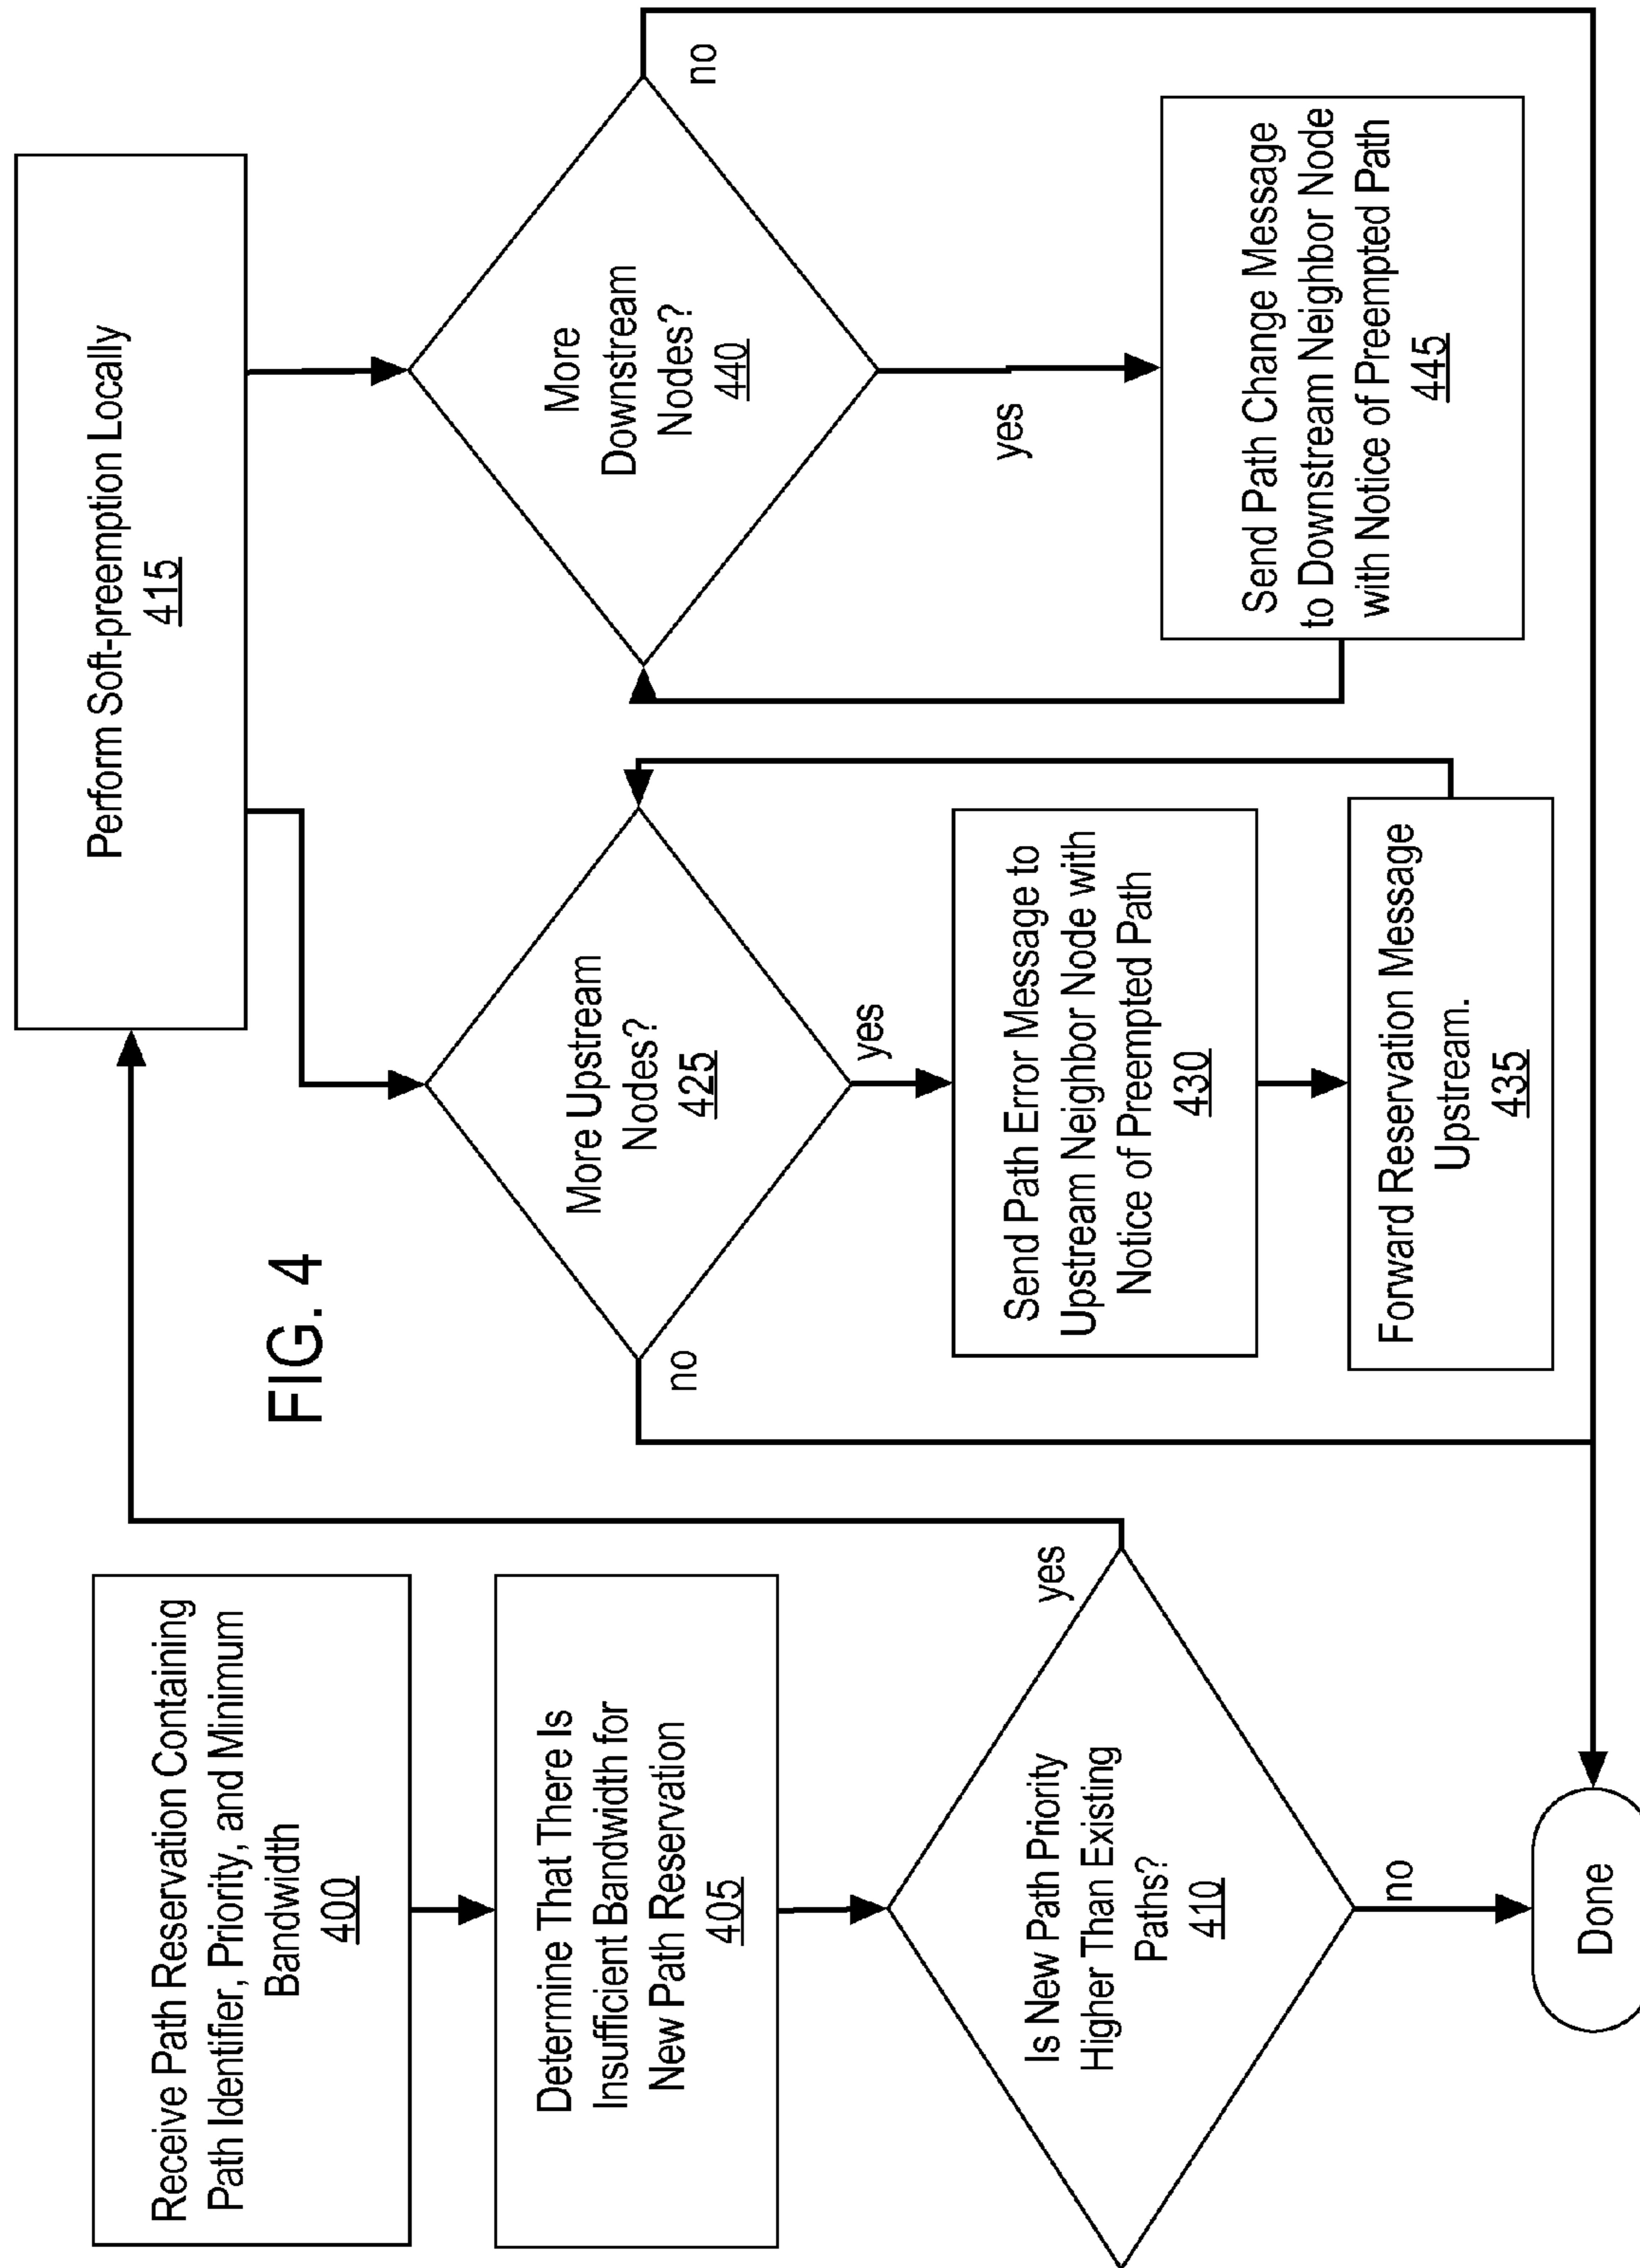 FIG. 4
Receive Path Reservation Containing
Path Identifier, Priority, and Minimum
Bandwidth
400
Determine That There Is
Insufficient Bandwidth for
New Path Reservation
405
Is New Path Priority
Higher Than Existing
Paths?
410
yes
no
Done
Perform Soft-preemption Locally
415
More Upstream
Nodes?
425
no
yes
Send Path Error Message to
Upstream Neighbor Node with
Notice of Preempted Path
430
Forward Reservation Message
Upstream.
435
More
Downstream
Nodes?
440
no
yes
Send Path Change Message
to Downstream Neighbor Node
with Notice of Preempted Path
445